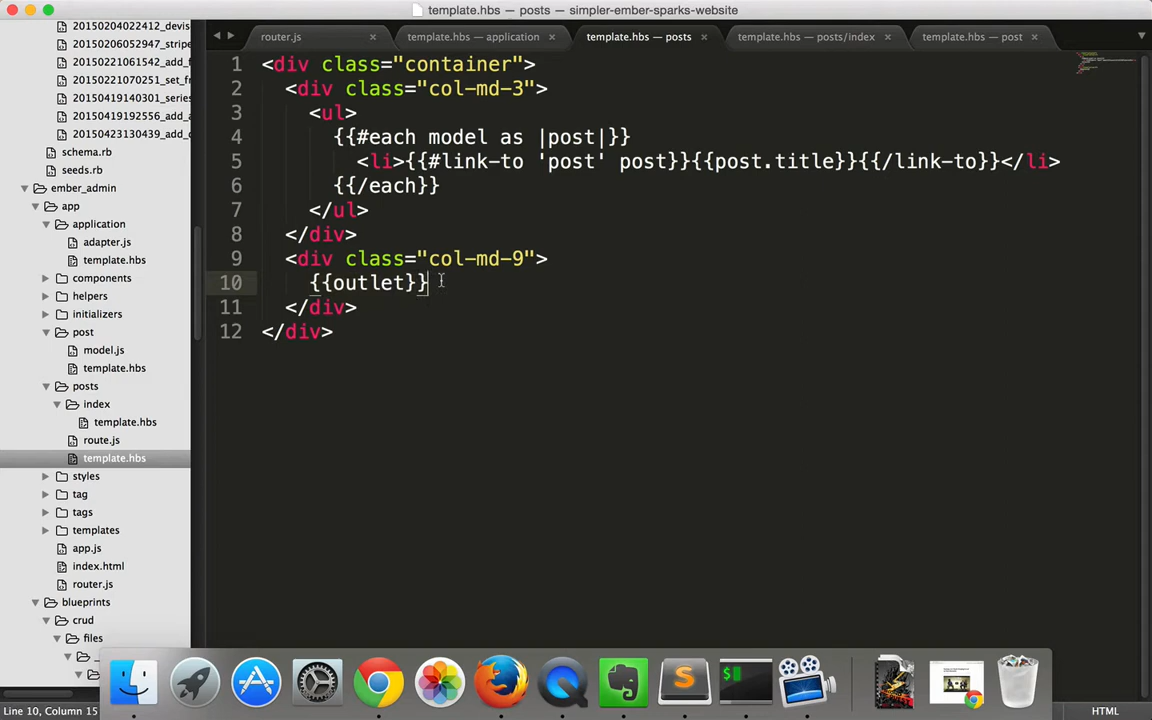 template.hbs — posts — simpler-ember-sparks-website
router.js
template.hbs — application
template.hbs — posts
template.hbs — posts/index
template.hbs — post
20150204022412_devis
20150206052947_stripe
20150221061542_add_f
20150221070251_set_fr
20150419140301_series
20150419192556_add_c
20150423130439_add_c
schema.rb
seeds.rb
ember_admin
app
application
adapter.js
template.hbs
components
helpers
initializers
post
model.js
template.hbs
posts
index
template.hbs
route.js
template.hbs
styles
tag
tags
templates
app.js
index.html
router.js
blueprints
crud
files
1 <div class="container">
2 <div class="col-md-3">
3 <ul>
4 {{#each model as |post|}}
5 <li>{{#link-to 'post' post}}{{post.title}}{{/link-to}}</li>
6 {{/each}}
7 </ul>
8 </div>
9 <div class="col-md-9">
10 {{outlet}}
11 </div>
12 </div>
Line 10, Column 15
HTML